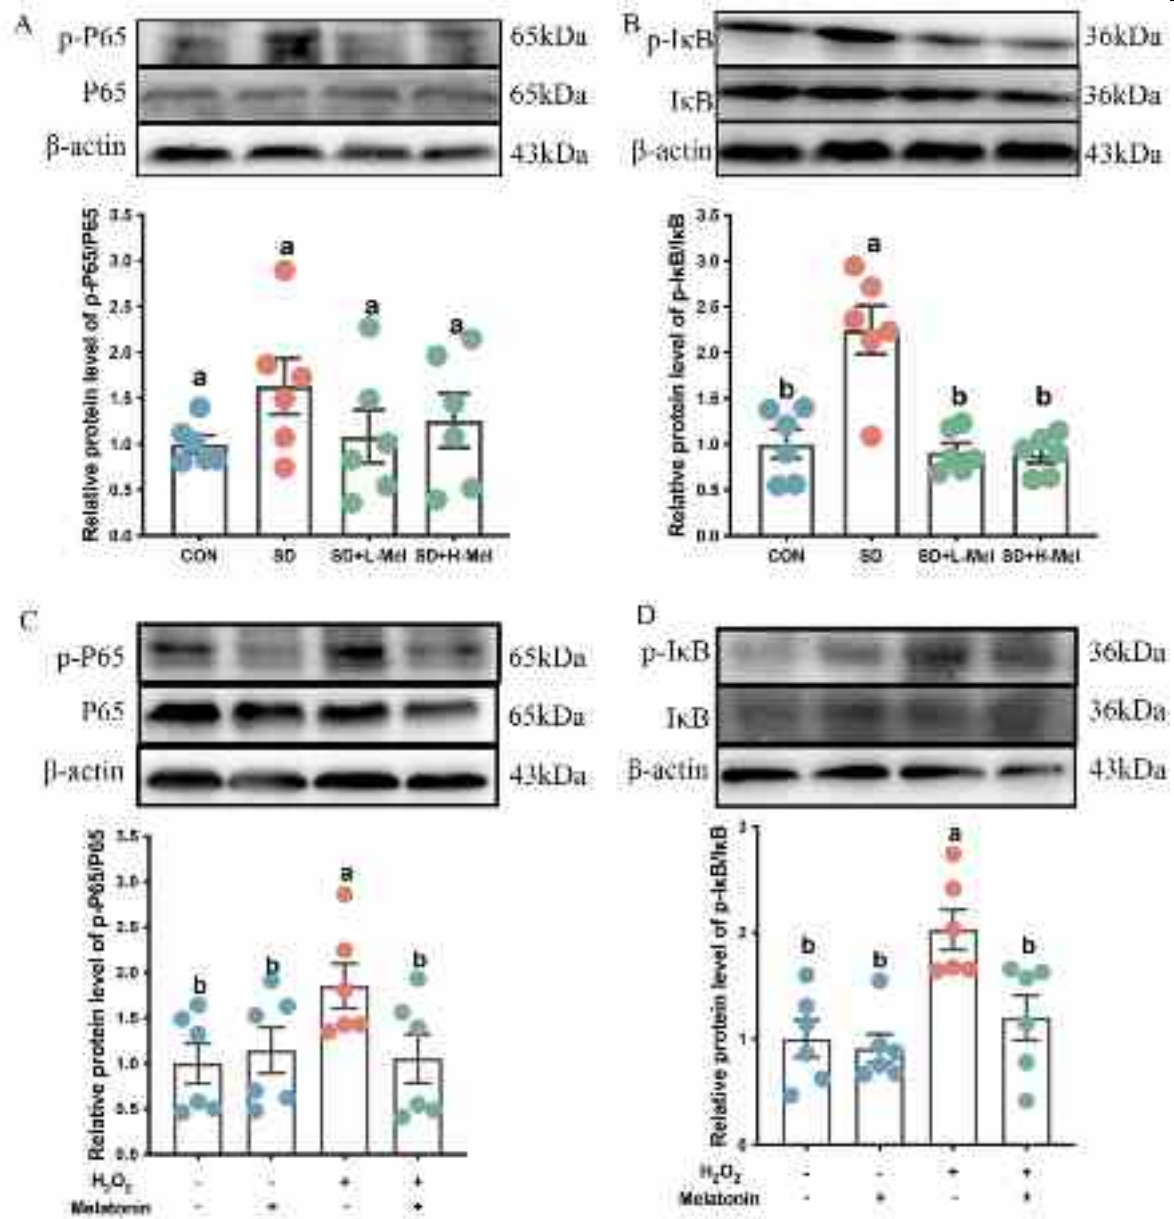 A
p-P65
65kDa
P65
65kDa
β-actin
43kDa
B
p-IκB
36kDa
IκB
36kDa
β-actin
43kDa
Relative protein level of p-P65/P65
3.5
3.0
2.5
2.0
1.5
1.0
0.5
0.0
a
a
a
a
CON
SD
SD+L-Mel
SD+H-Mel
Relative protein level of p-IκB/IκB
3.5
3.0
2.5
2.0
1.5
1.0
0.5
0.0
b
a
b
b
CON
SD
SD+L-Mel
SD+H-Mel
C
p-P65
65kDa
P65
65kDa
β-actin
43kDa
D
p-IκB
36kDa
IκB
36kDa
β-actin
43kDa
Relative protein level of p-P65/P65
3.5
3.0
2.5
2.0
1.5
1.0
0.5
0.0
b
b
a
b
H₂O₂ - - + +
Melatonin - + - +
Relative protein level of p-IκB/IκB
3
2
1
0
b
b
a
b
H₂O₂ - - + +
Melatonin - + - +